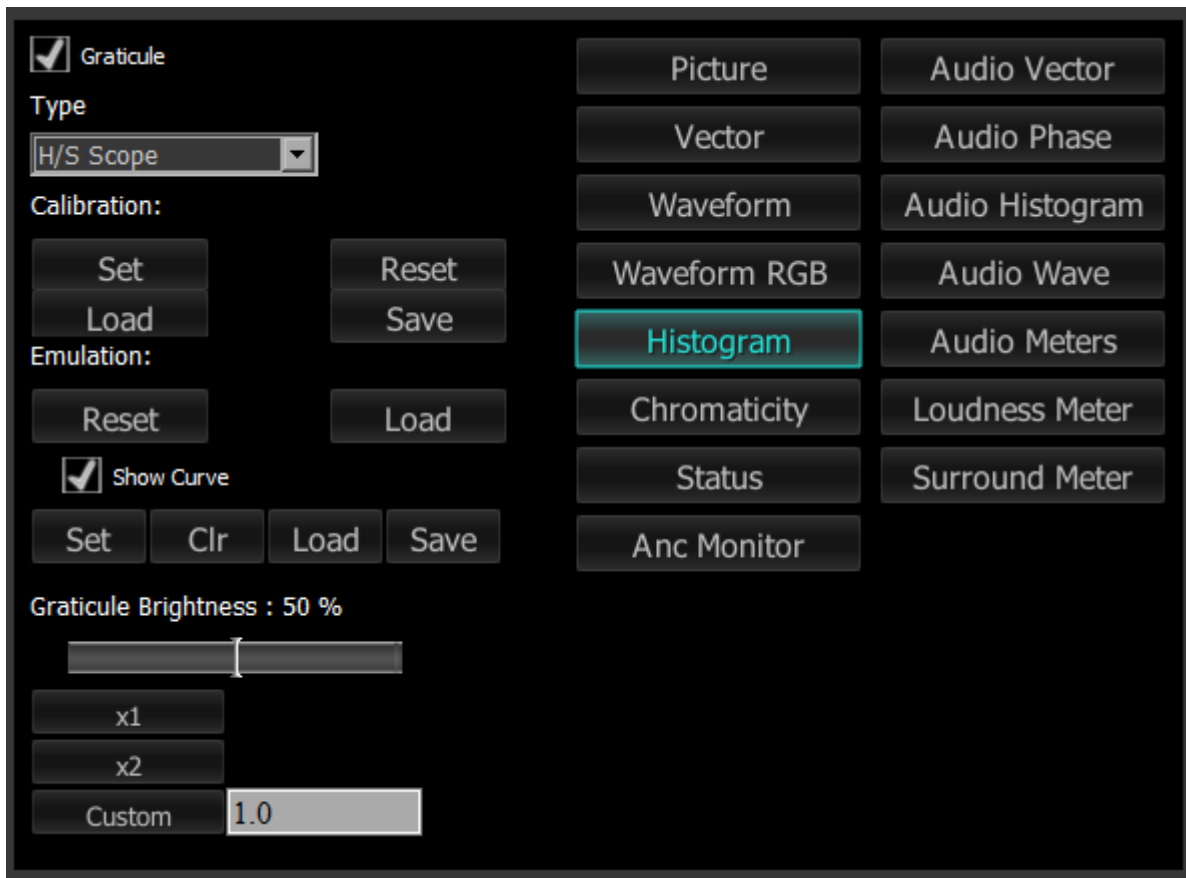 Graticule
Type
H/S Scope
Calibration:
Set Reset
Load Save
Emulation:
Reset Load
Show Curve
Set Clr Load Save
Graticule Brightness : 50 %
x1
x2
Custom 1.0
Picture Audio Vector
Vector Audio Phase
Waveform Audio Histogram
Waveform RGB Audio Wave
Histogram Audio Meters
Chromaticity Loudness Meter
Status Surround Meter
Anc Monitor